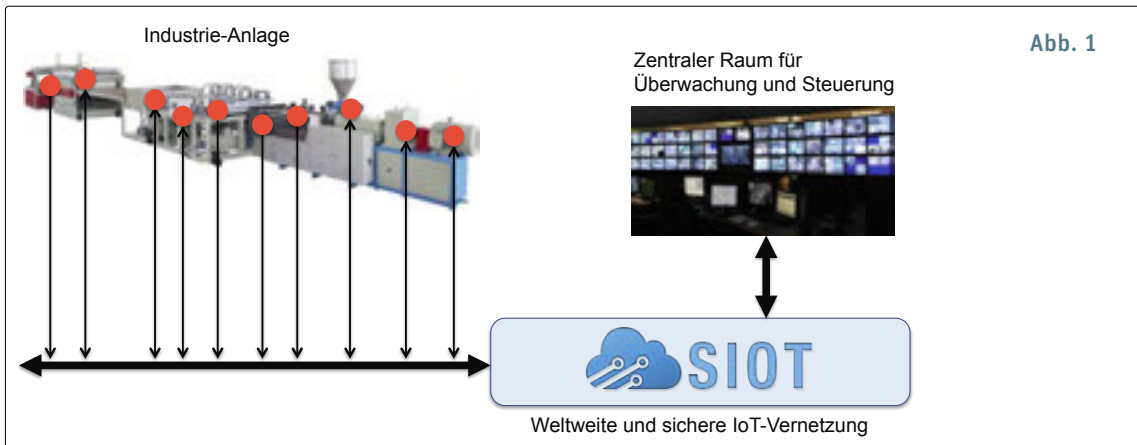 Industrie-Anlage
Abb. 1
Zentraler Raum für
Überwachung und Steuerung
SIOT
Weltweite und sichere IoT-Vernetzung